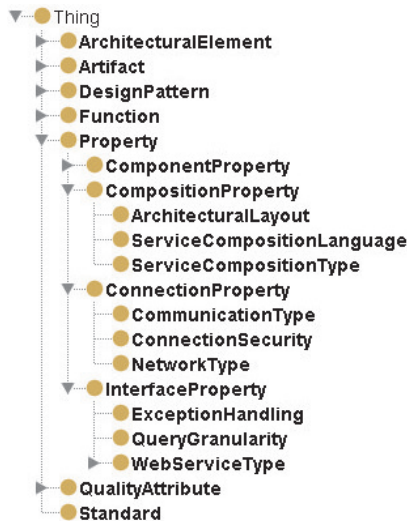 Thing
ArchitecturalElement
Artifact
DesignPattern
Function
Property
ComponentProperty
CompositionProperty
ArchitecturalLayout
ServiceCompositionLanguage
ServiceCompositionType
ConnectionProperty
CommunicationType
ConnectionSecurity
NetworkType
InterfaceProperty
ExceptionHandling
QueryGranularity
WebServiceType
QualityAttribute
Standard